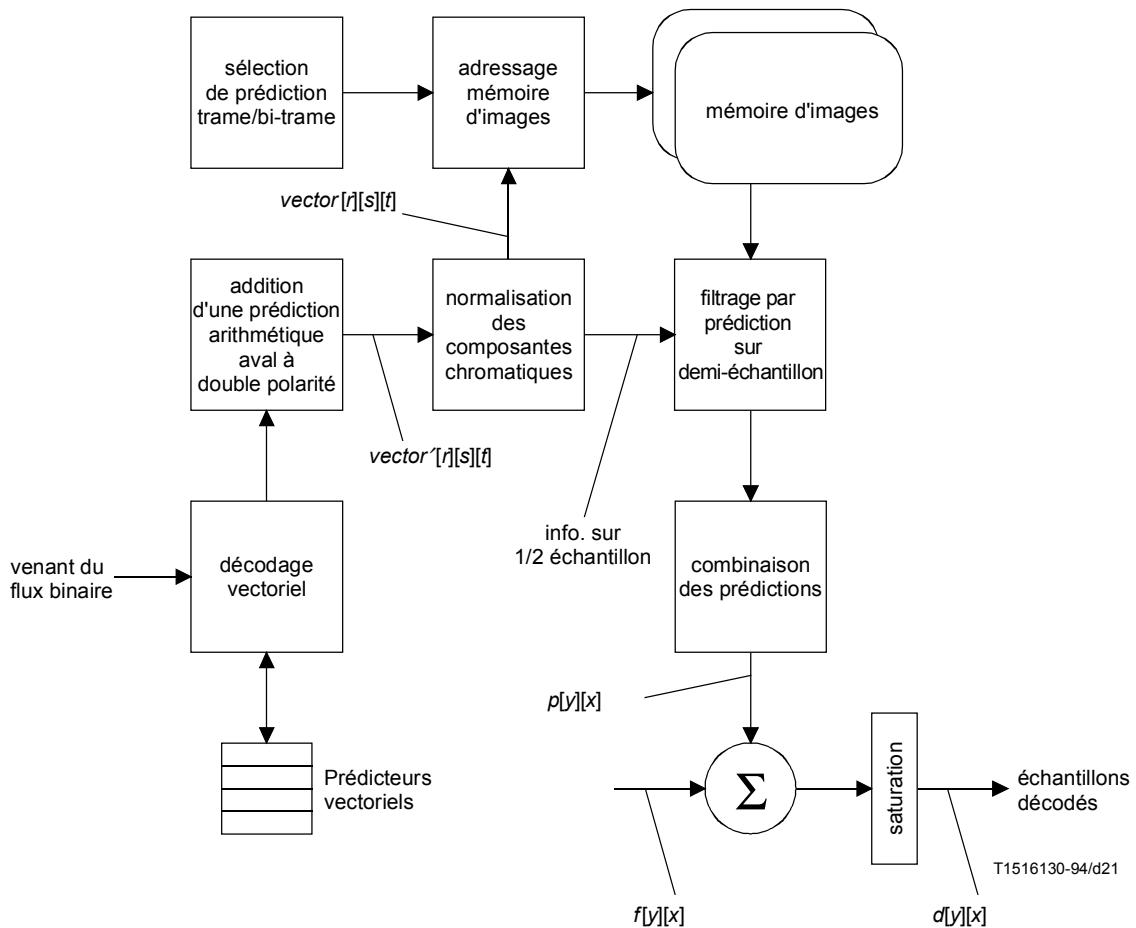 sélection
de prédiction
trame/bi-trame
adressage
mémoire
d'images
mémoire d'images
vector[r][s][t]
addition
d'une prédiction
arithmétique
aval à
double polarité
normalisation
des
composantes
chromatiques
filtrage par
prédiction
sur
demi-échantillon
vector′[r][s][t]
info. sur
1/2 échantillon
venant du
flux binaire
décodage
vectoriel
combinaison
des prédictions
p[y][x]
Prédicteurs
vectoriels
Σ
saturation
échantillons
décodés
T1516130-94/d21
f[y][x]
d[y][x]